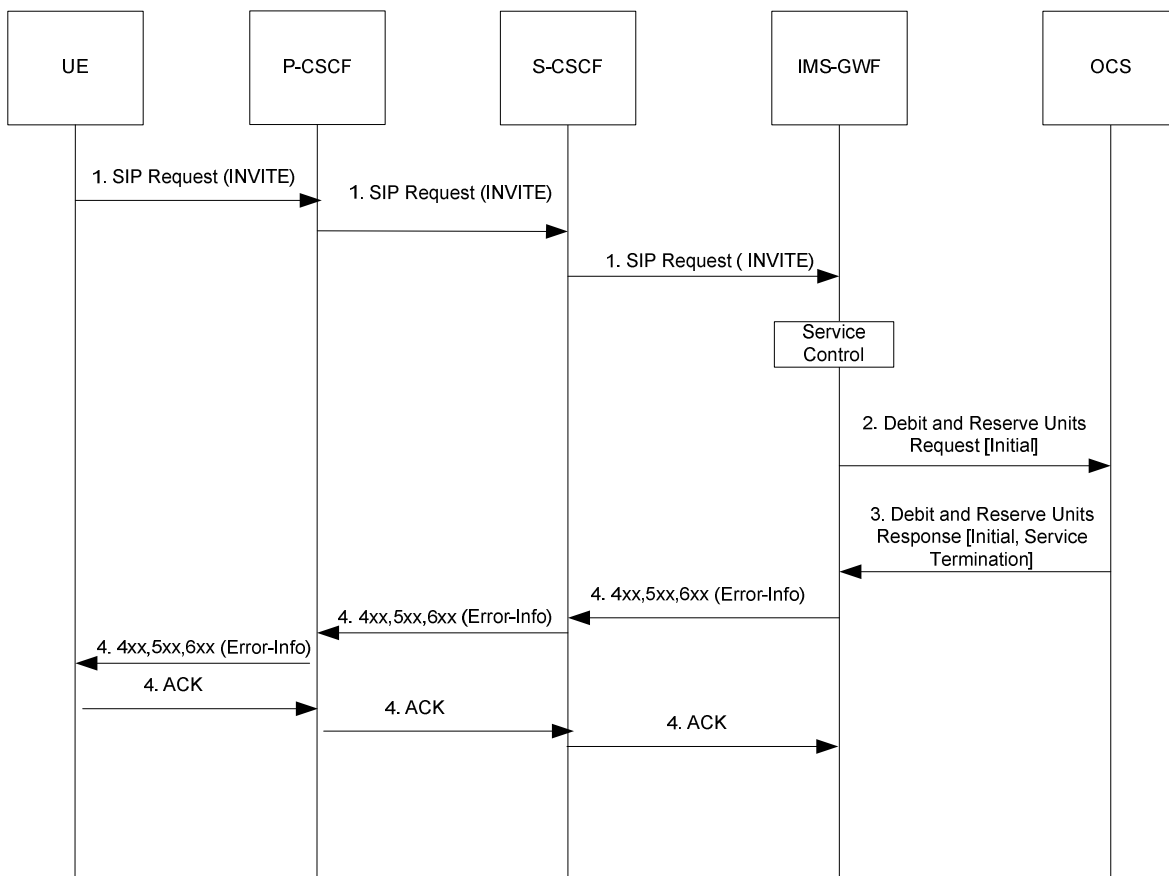 UE
P-CSCF
S-CSCF
IMS-GWF
OCS
1. SIP Request (INVITE)
1. SIP Request (INVITE)
1. SIP Request ( INVITE)
Service
Control
2. Debit and Reserve Units
Request [Initial]
3. Debit and Reserve Units
Response [Initial, Service
Termination]
4. 4xx,5xx,6xx (Error-Info)
4. 4xx,5xx,6xx (Error-Info)
4. 4xx,5xx,6xx (Error-Info)
4. ACK
4. ACK
4. ACK